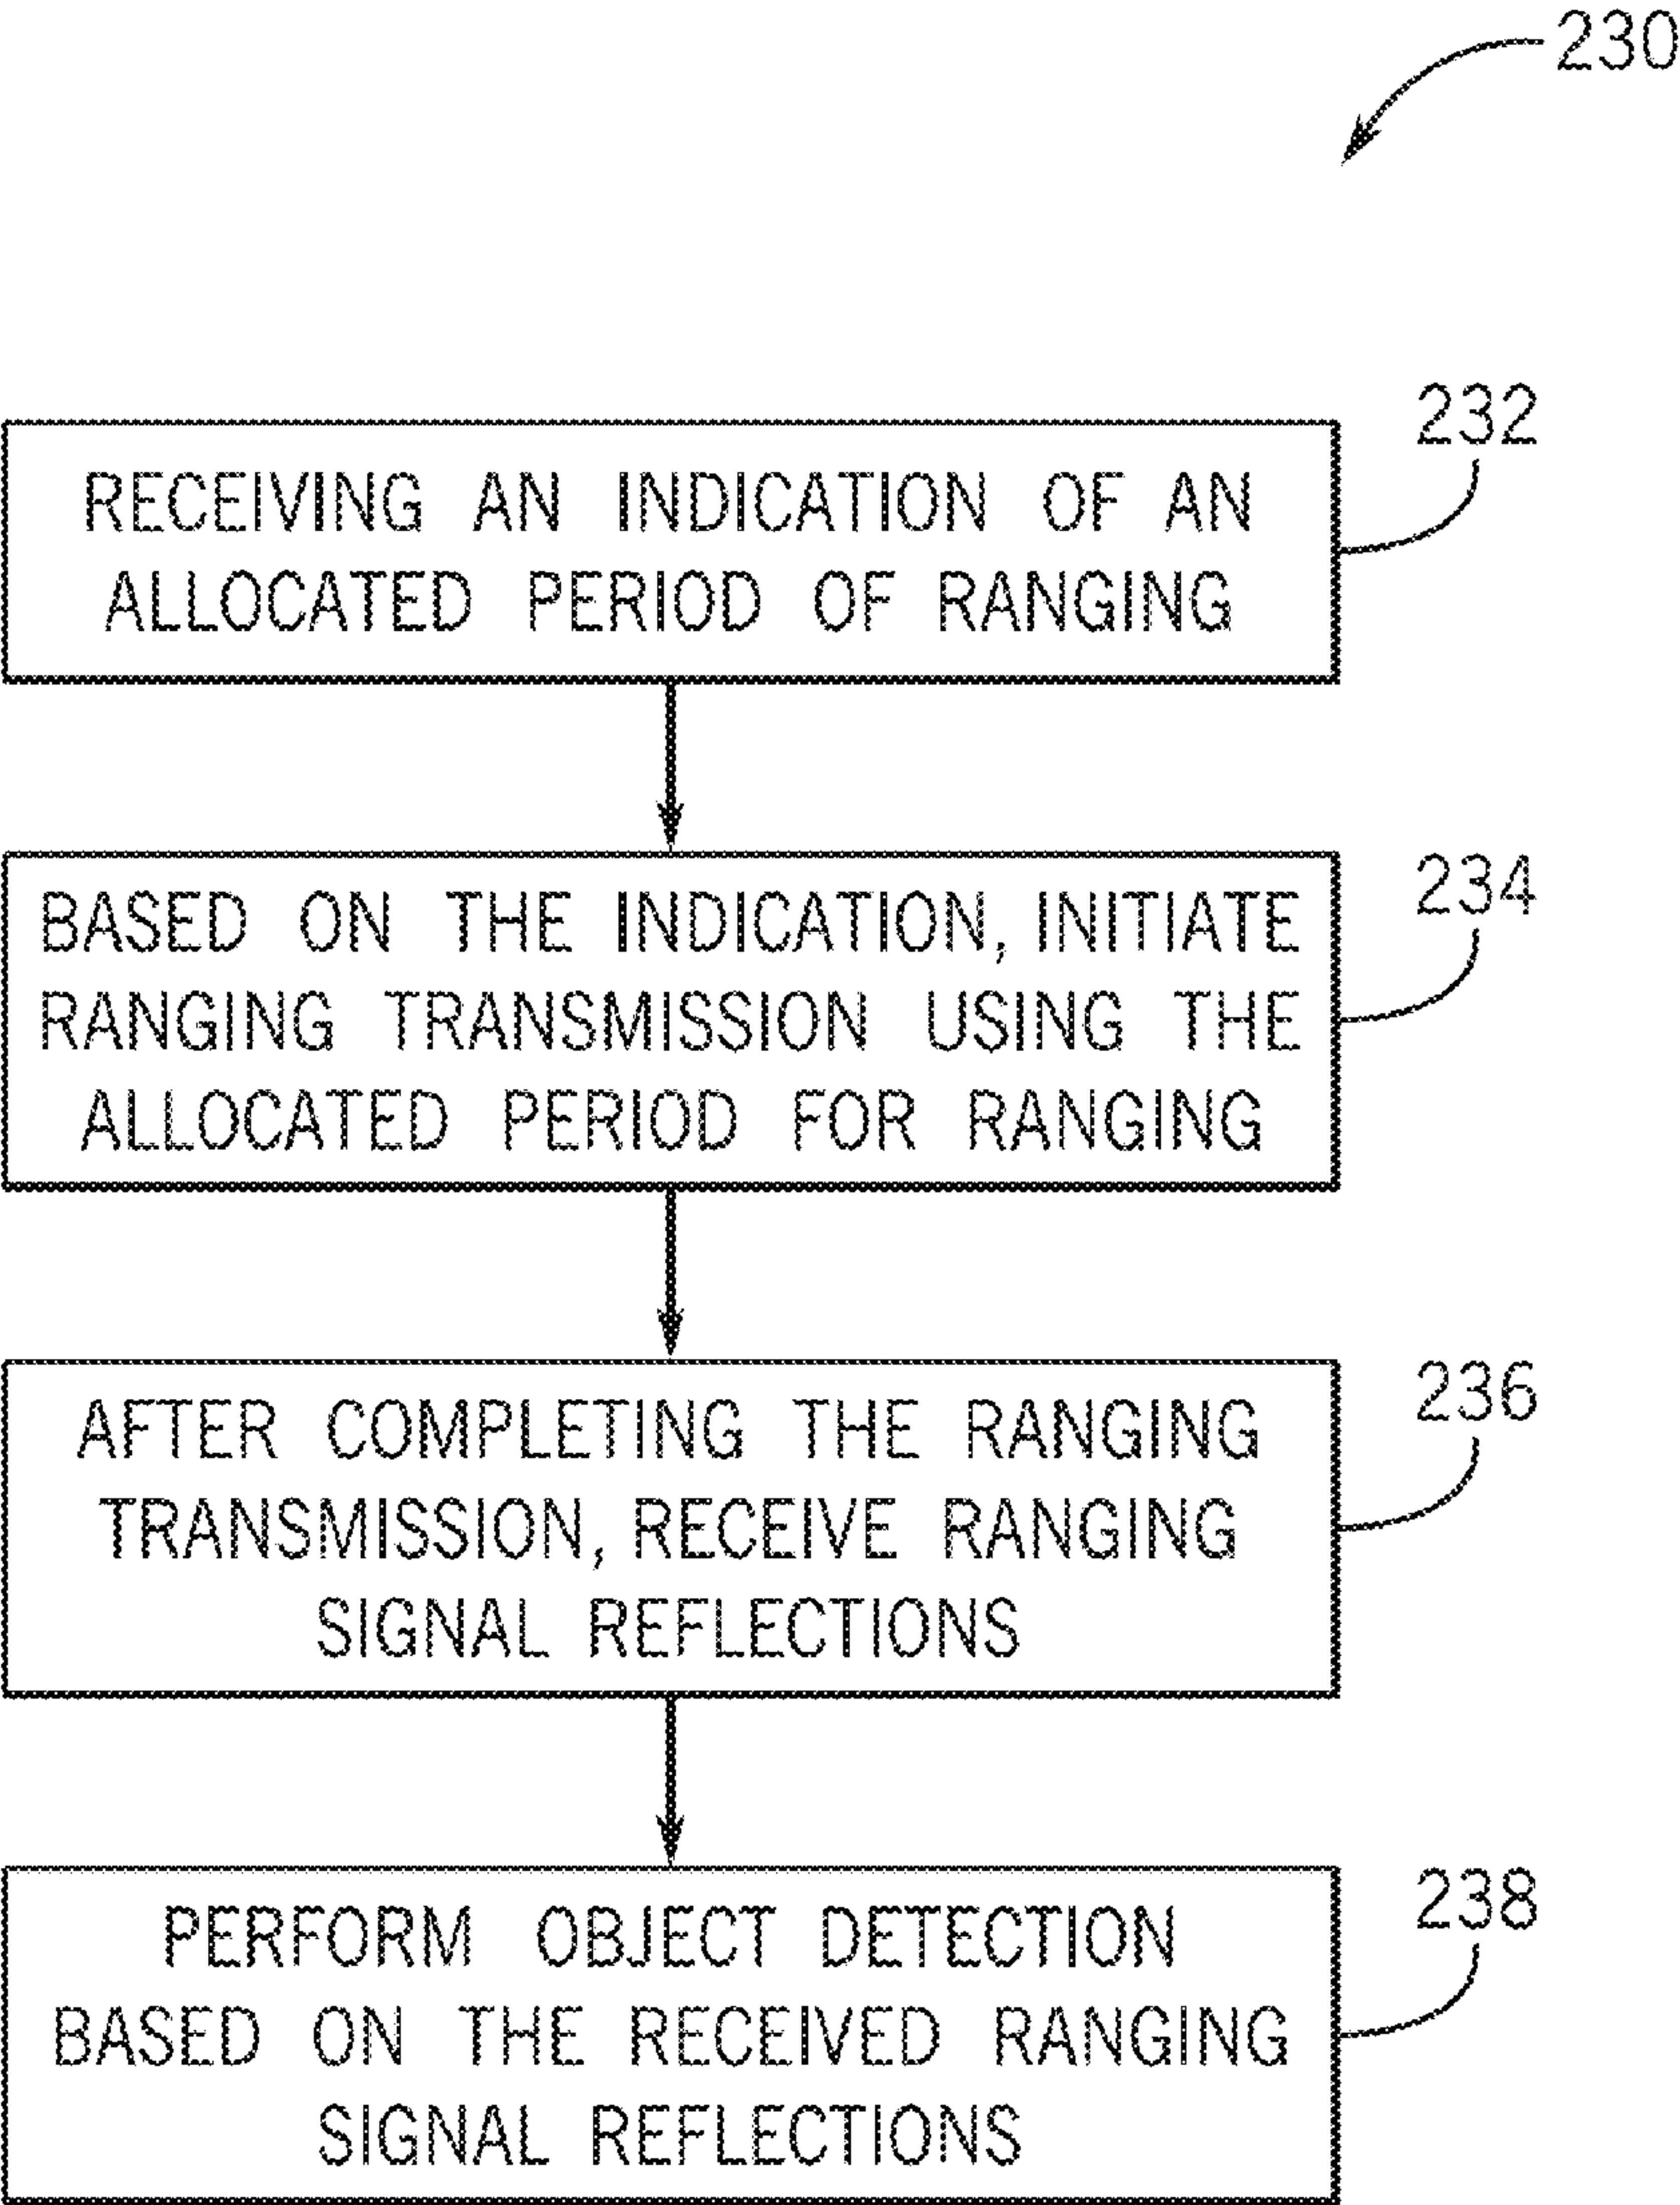 230
232
RECEIVING AN INDICATION OF AN
ALLOCATED PERIOD OF RANGING
234
BASED ON THE INDICATION, INITIATE
RANGING TRANSMISSION USING THE
ALLOCATED PERIOD FOR RANGING
236
AFTER COMPLETING THE RANGING
TRANSMISSION, RECEIVE RANGING
SIGNAL REFLECTIONS
238
PERFORM OBJECT DETECTION
BASED ON THE RECEIVED RANGING
SIGNAL REFLECTIONS